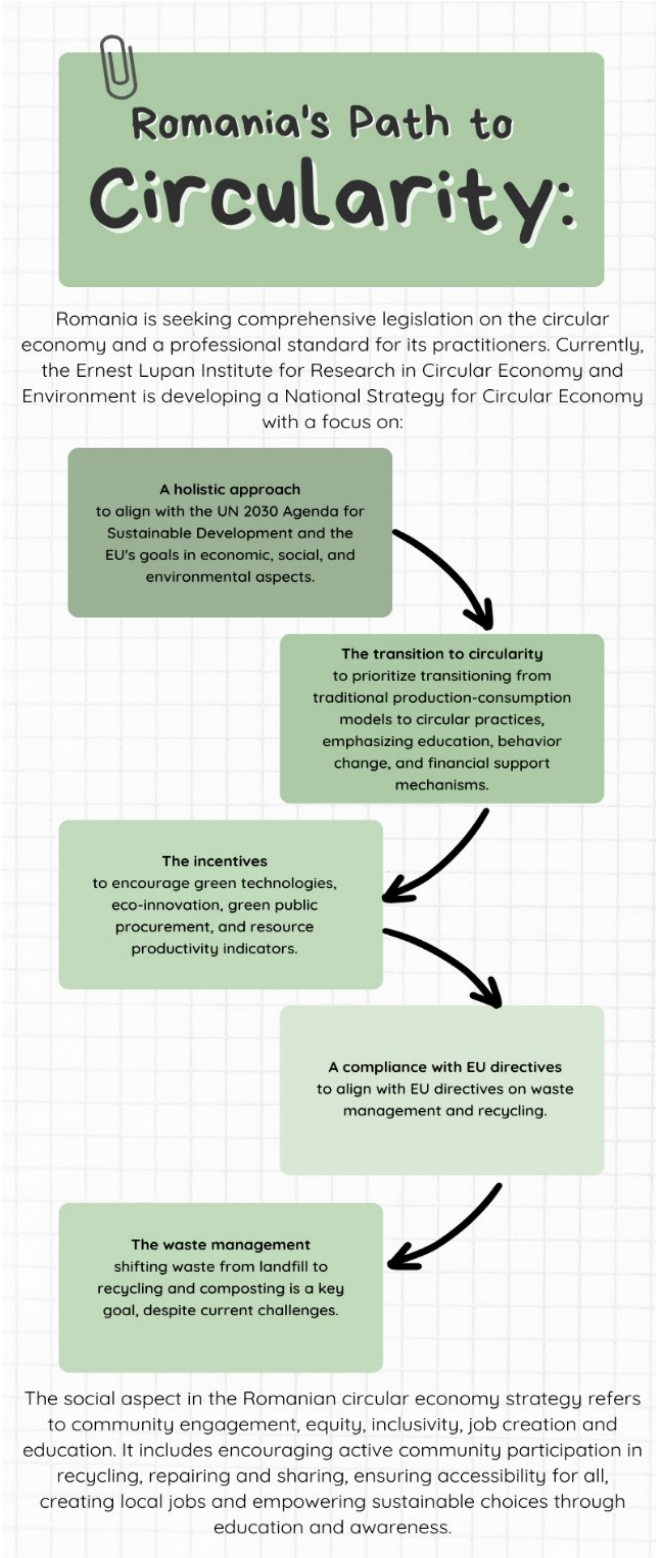 Romania's Path to
Circularity:
Romania is seeking comprehensive legislation on the circular
economy and a professional standard for its practitioners. Currently,
the Ernest Lupan Institute for Research in Circular Economy and
Environment is developing a National Strategy for Circular Economy
with a focus on:
A holistic approach
to align with the UN 2030 Agenda for
Sustainable Development and the
EU's goals in economic, social, and
environmental aspects.
The transition to circularity
to prioritize transitioning from
traditional production-consumption
models to circular practices,
emphasizing education, behavior
change, and financial support
mechanisms.
The incentives
to encourage green technologies,
eco-innovation, green public
procurement, and resource
productivity indicators.
A compliance with EU directives
to align with EU directives on waste
management and recycling.
The waste management
shifting waste from landfill to
recycling and composting is a key
goal, despite current challenges.
The social aspect in the Romanian circular economy strategy refers
to community engagement, equity, inclusivity, job creation and
education. It includes encouraging active community participation in
recycling, repairing and sharing, ensuring accessibility for all,
creating local jobs and empowering sustainable choices through
education and awareness.